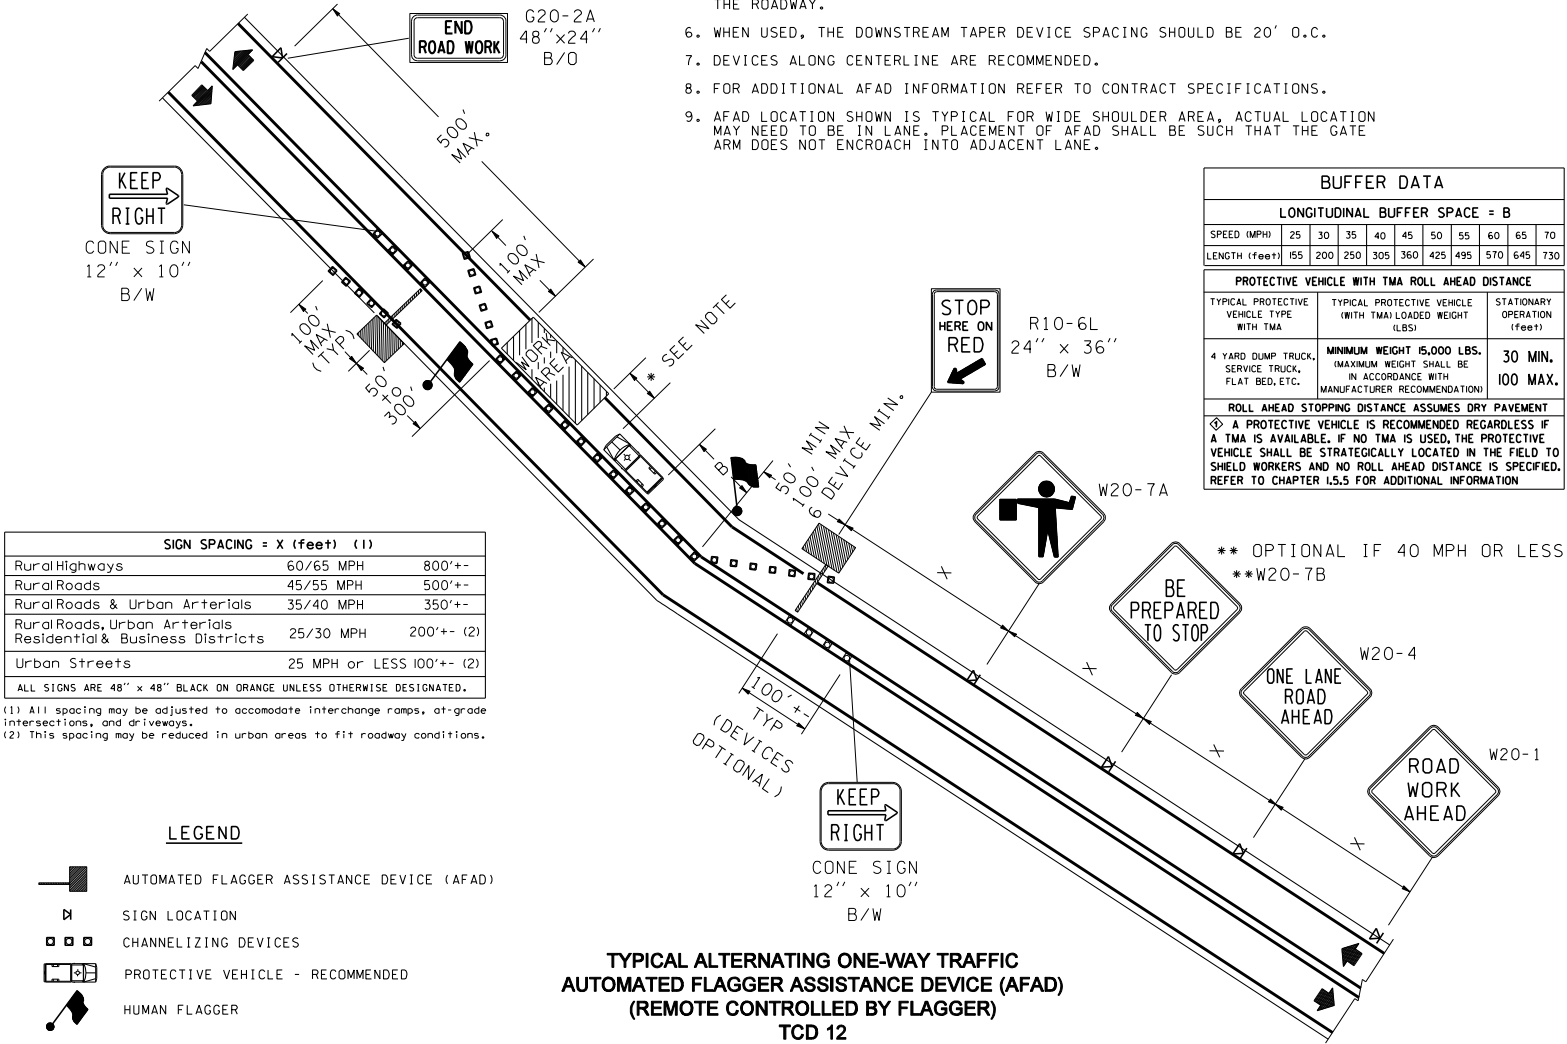 THE ROADWAY.
6. WHEN USED, THE DOWNSTREAM TAPER DEVICE SPACING SHOULD BE 20' O.C.
7. DEVICES ALONG CENTERLINE ARE RECOMMENDED.
8. FOR ADDITIONAL AFAD INFORMATION REFER TO CONTRACT SPECIFICATIONS.
9. AFAD LOCATION SHOWN IS TYPICAL FOR WIDE SHOULDER AREA, ACTUAL LOCATION
MAY NEED TO BE IN LANE. PLACEMENT OF AFAD SHALL BE SUCH THAT THE GATE
ARM DOES NOT ENCROACH INTO ADJACENT LANE.
END
ROAD WORK
G20-2A
48''x24''
B/O
500'
MAX.
KEEP
RIGHT
CONE SIGN
12'' x 10''
B/W
100'
MAX
100'
MAX
(TYP)
50'
to
300'
WORK
AREA
* SEE NOTE
B
50' MIN
100' MAX
6 DEVICE MIN.
STOP
HERE ON
RED
R10-6L
24'' x 36''
B/W
BUFFER DATA
LONGITUDINAL BUFFER SPACE = B
SPEED (MPH) 25 30 35 40 45 50 55 60 65 70
LENGTH (feet) 155 200 250 305 360 425 495 570 645 730
PROTECTIVE VEHICLE WITH TMA ROLL AHEAD DISTANCE
TYPICAL PROTECTIVE
VEHICLE TYPE
WITH TMA
TYPICAL PROTECTIVE VEHICLE
(WITH TMA) LOADED WEIGHT
(LBS)
STATIONARY
OPERATION
(feet)
4 YARD DUMP TRUCK,
SERVICE TRUCK,
FLAT BED, ETC.
MINIMUM WEIGHT 15,000 LBS.
(MAXIMUM WEIGHT SHALL BE
IN ACCORDANCE WITH
MANUFACTURER RECOMMENDATION)
30 MIN.
100 MAX.
ROLL AHEAD STOPPING DISTANCE ASSUMES DRY PAVEMENT
1 A PROTECTIVE VEHICLE IS RECOMMENDED REGARDLESS IF
A TMA IS AVAILABLE. IF NO TMA IS USED, THE PROTECTIVE
VEHICLE SHALL BE STRATEGICALLY LOCATED IN THE FIELD TO
SHIELD WORKERS AND NO ROLL AHEAD DISTANCE IS SPECIFIED.
REFER TO CHAPTER 1.5.5 FOR ADDITIONAL INFORMATION
W20-7A
** OPTIONAL IF 40 MPH OR LESS
**W20-7B
BE
PREPARED
TO STOP
W20-4
ONE LANE
ROAD
AHEAD
W20-1
ROAD
WORK
AHEAD
X
X
X
X
100'+-
TYP
(DEVICES
OPTIONAL)
KEEP
RIGHT
CONE SIGN
12'' x 10''
B/W
SIGN SPACING = X (feet) (1)
Rural Highways 60/65 MPH 800'+-
Rural Roads 45/55 MPH 500'+-
Rural Roads & Urban Arterials 35/40 MPH 350'+-
Rural Roads, Urban Arterials
Residential & Business Districts 25/30 MPH 200'+- (2)
Urban Streets 25 MPH or LESS 100'+- (2)
ALL SIGNS ARE 48'' x 48'' BLACK ON ORANGE UNLESS OTHERWISE DESIGNATED.
(1) All spacing may be adjusted to accomodate interchange ramps, at-grade
intersections, and driveways.
(2) This spacing may be reduced in urban areas to fit roadway conditions.
LEGEND
AUTOMATED FLAGGER ASSISTANCE DEVICE (AFAD)
SIGN LOCATION
CHANNELIZING DEVICES
PROTECTIVE VEHICLE - RECOMMENDED
HUMAN FLAGGER
TYPICAL ALTERNATING ONE-WAY TRAFFIC
AUTOMATED FLAGGER ASSISTANCE DEVICE (AFAD)
(REMOTE CONTROLLED BY FLAGGER)
TCD 12